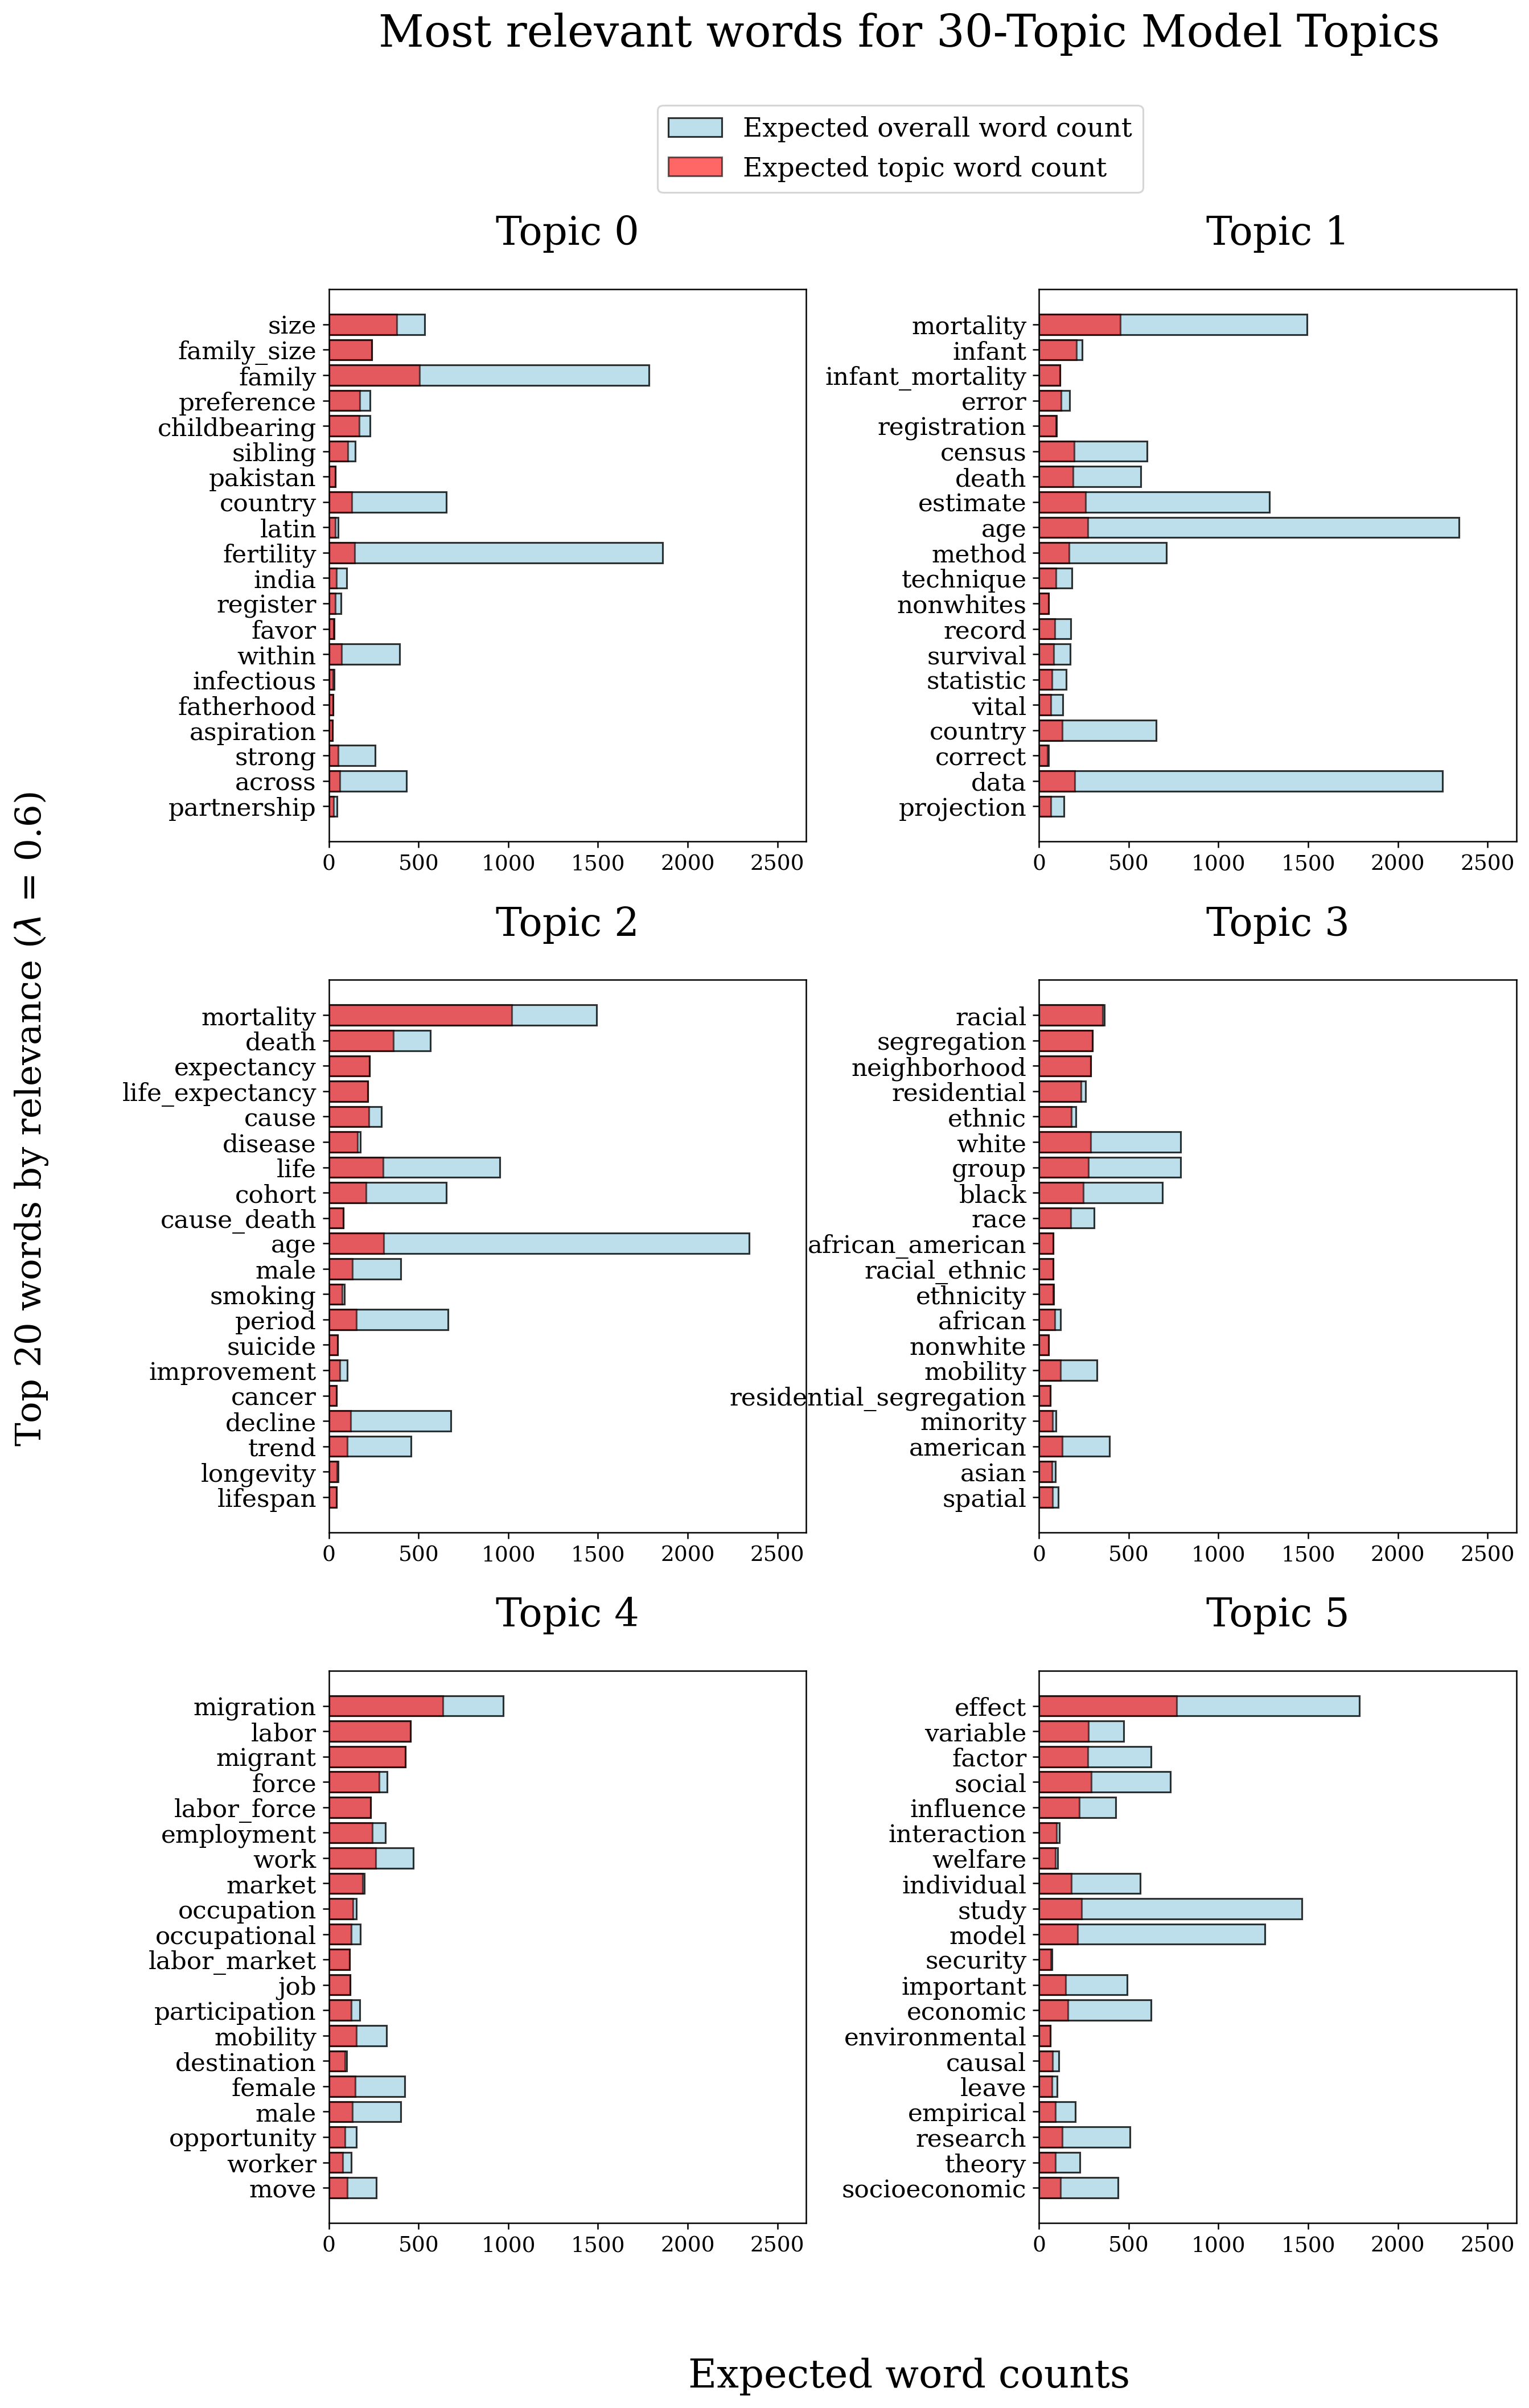 Most relevant words for 30-Topic Model Topics
Expected overall word count
Expected topic word count
Top 20 words by relevance (λ = 0.6)
Topic 0
size
family_size
family
preference
childbearing
sibling
pakistan
country
latin
fertility
india
register
favor
within
infectious
fatherhood
aspiration
strong
across
partnership
0 500 1000 1500 2000 2500
Topic 1
mortality
infant
infant_mortality
error
registration
census
death
estimate
age
method
technique
nonwhites
record
survival
statistic
vital
country
correct
data
projection
0 500 1000 1500 2000 2500
Topic 2
mortality
death
expectancy
life_expectancy
cause
disease
life
cohort
cause_death
age
male
smoking
period
suicide
improvement
cancer
decline
trend
longevity
lifespan
0 500 1000 1500 2000 2500
Topic 3
racial
segregation
neighborhood
residential
ethnic
white
group
black
race
african_american
racial_ethnic
ethnicity
african
nonwhite
mobility
residential_segregation
minority
american
asian
spatial
0 500 1000 1500 2000 2500
Topic 4
migration
labor
migrant
force
labor_force
employment
work
market
occupation
occupational
labor_market
job
participation
mobility
destination
female
male
opportunity
worker
move
0 500 1000 1500 2000 2500
Topic 5
effect
variable
factor
social
influence
interaction
welfare
individual
study
model
security
important
economic
environmental
causal
leave
empirical
research
theory
socioeconomic
0 500 1000 1500 2000 2500
Expected word counts